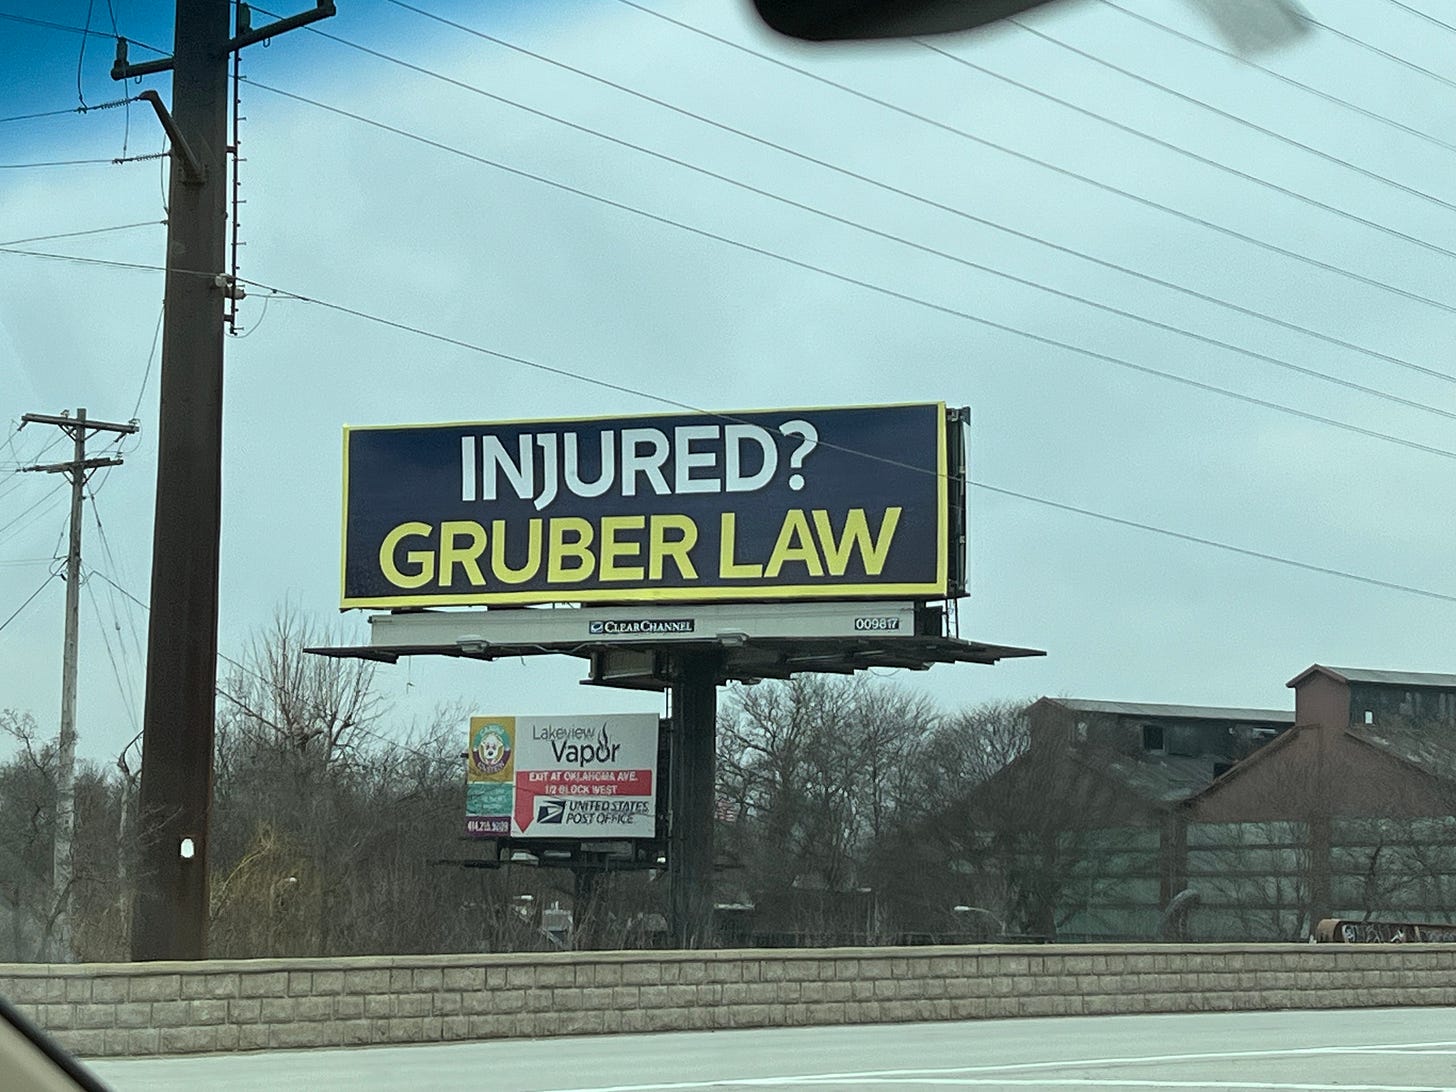 INJURED?
GRUBER LAW
CLEARCHANNEL
009817
Lakeview
Vapor
EXIT AT OKLAHOMA AVE.
1/2 BLOCK WEST
UNITED STATES
POST OFFICE